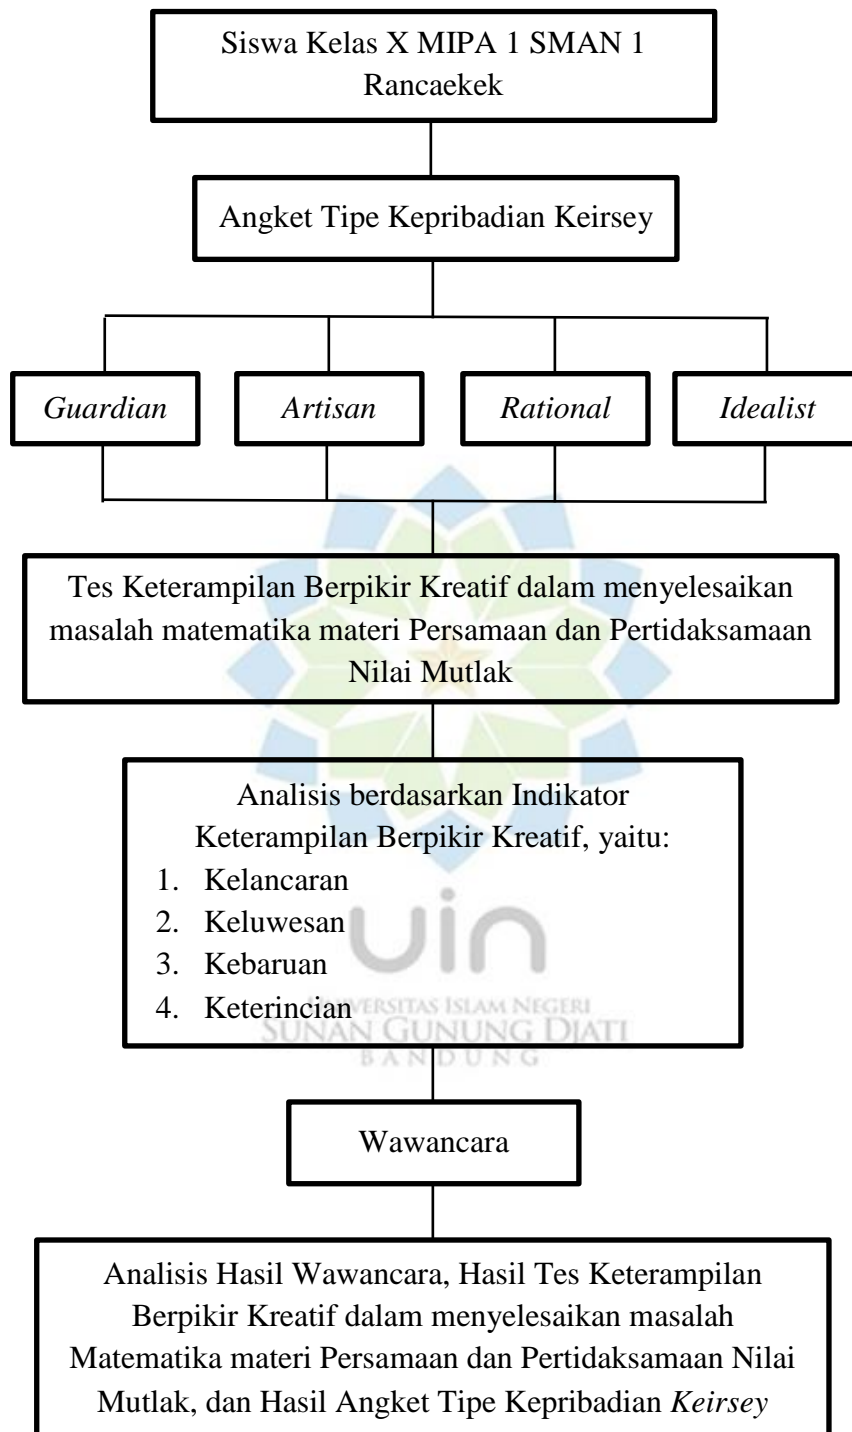 Siswa Kelas X MIPA 1 SMAN 1
Rancaekek
Angket Tipe Kepribadian Keirsey
Guardian
Artisan
Rational
Idealist
Tes Keterampilan Berpikir Kreatif dalam menyelesaikan
masalah matematika materi Persamaan dan Pertidaksamaan
Nilai Mutlak
Analisis berdasarkan Indikator
Keterampilan Berpikir Kreatif, yaitu:
1. Kelancaran
2. Keluwesan
3. Kebaruan
4. Keterincian
uin
UNIVERSITAS ISLAM NEGERI
SUNAN GUNUNG DJATI
BANDUNG
Wawancara
Analisis Hasil Wawancara, Hasil Tes Keterampilan
Berpikir Kreatif dalam menyelesaikan masalah
Matematika materi Persamaan dan Pertidaksamaan Nilai
Mutlak, dan Hasil Angket Tipe Kepribadian Keirsey